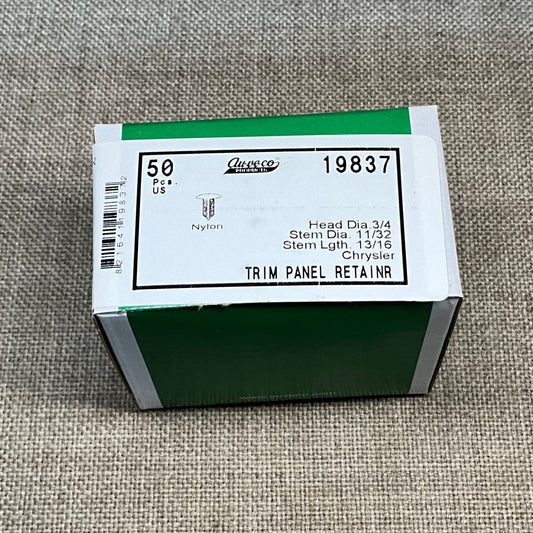 50
Pcs.
US
Auveco
PRODUCTS
19837
Nylon
Head Dia.3/4
Stem Dia. 11/32
Stem Lgth. 13/16
Chrysler
TRIM PANEL RETAINR